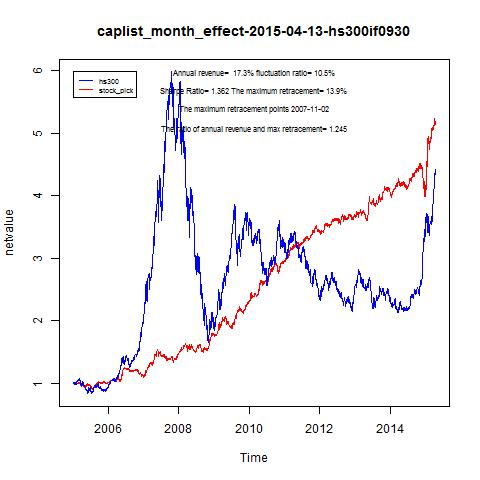 caplist_month_effect-2015-04-13-hs300if0930
hs300
stock_pick
Annual revenue= 17.3% fluctuation ratio= 10.5%
Sharpe Ratio= 1.362 The maximum retracement= 13.9%
The maximum retracement points 2007-11-02
The ratio of annual revenue and max retracement= 1.245
netvalue
6
5
4
3
2
1
2006 2008 2010 2012 2014
Time